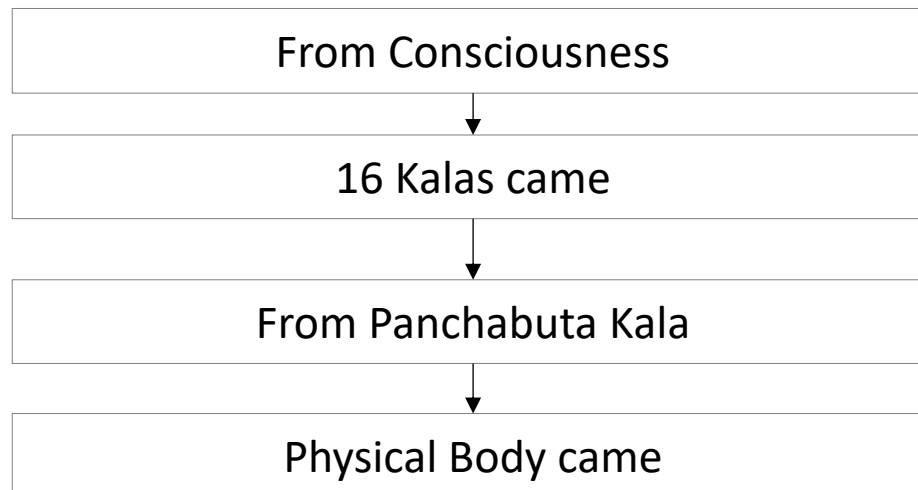 From Consciousness
16 Kalas came
From Panchabuta Kala
Physical Body came